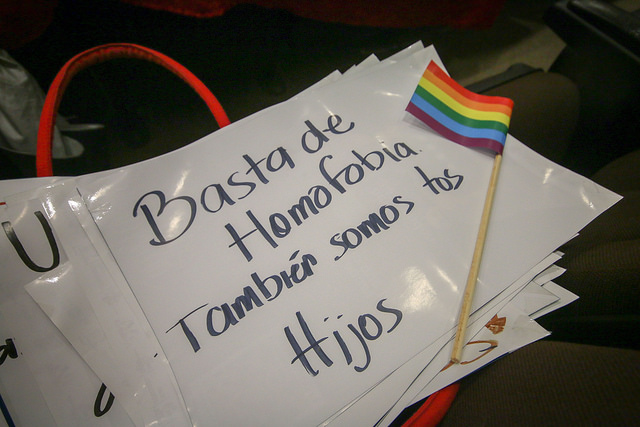 Basta de
Homofobia.
También somos tus
Hijos
U